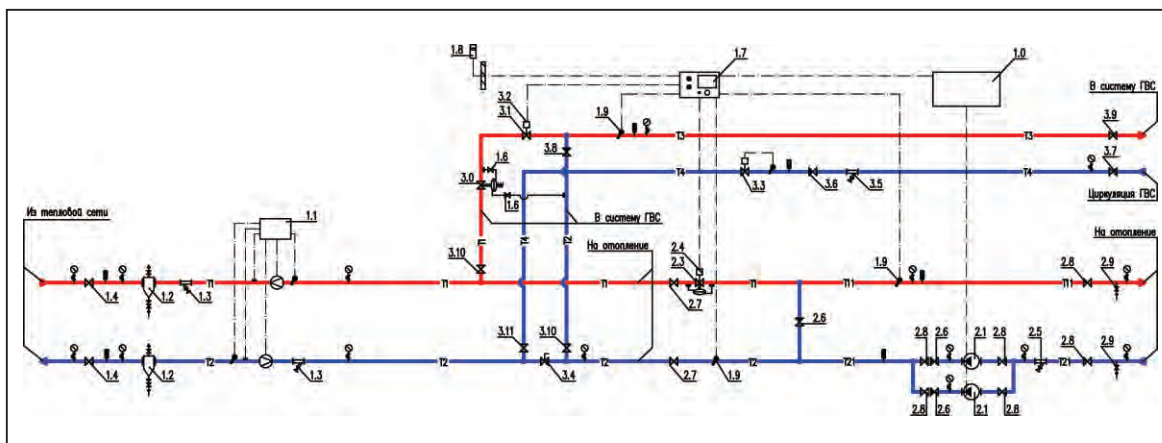 1.8
1.7
1.0
В систему ГВС
3.2
3.1
1.9
3.9
Т3
Т3
3.8
1.6
3.0
3.7
Т4
Т4
3.3
3.6
3.5
1.6
Циркуляция ГВС
Из тепловой сети
1.1
В систему ГВС
На отопление
На отопление
Т1
Т4
Т2
2.4
2.3
1.9
3.10
2.8
2.9
Т1
Т1
Т1
Т1
Т11
Т11
1.4
1.2
1.3
2.7
2.6
3.11
3.10
2.8
2.6
2.1
2.8
2.5
2.8
2.9
Т2
Т2
Т2
Т2
Т21
Т21
1.4
1.2
1.3
3.4
2.7
1.9
2.8
2.6
2.1
2.8